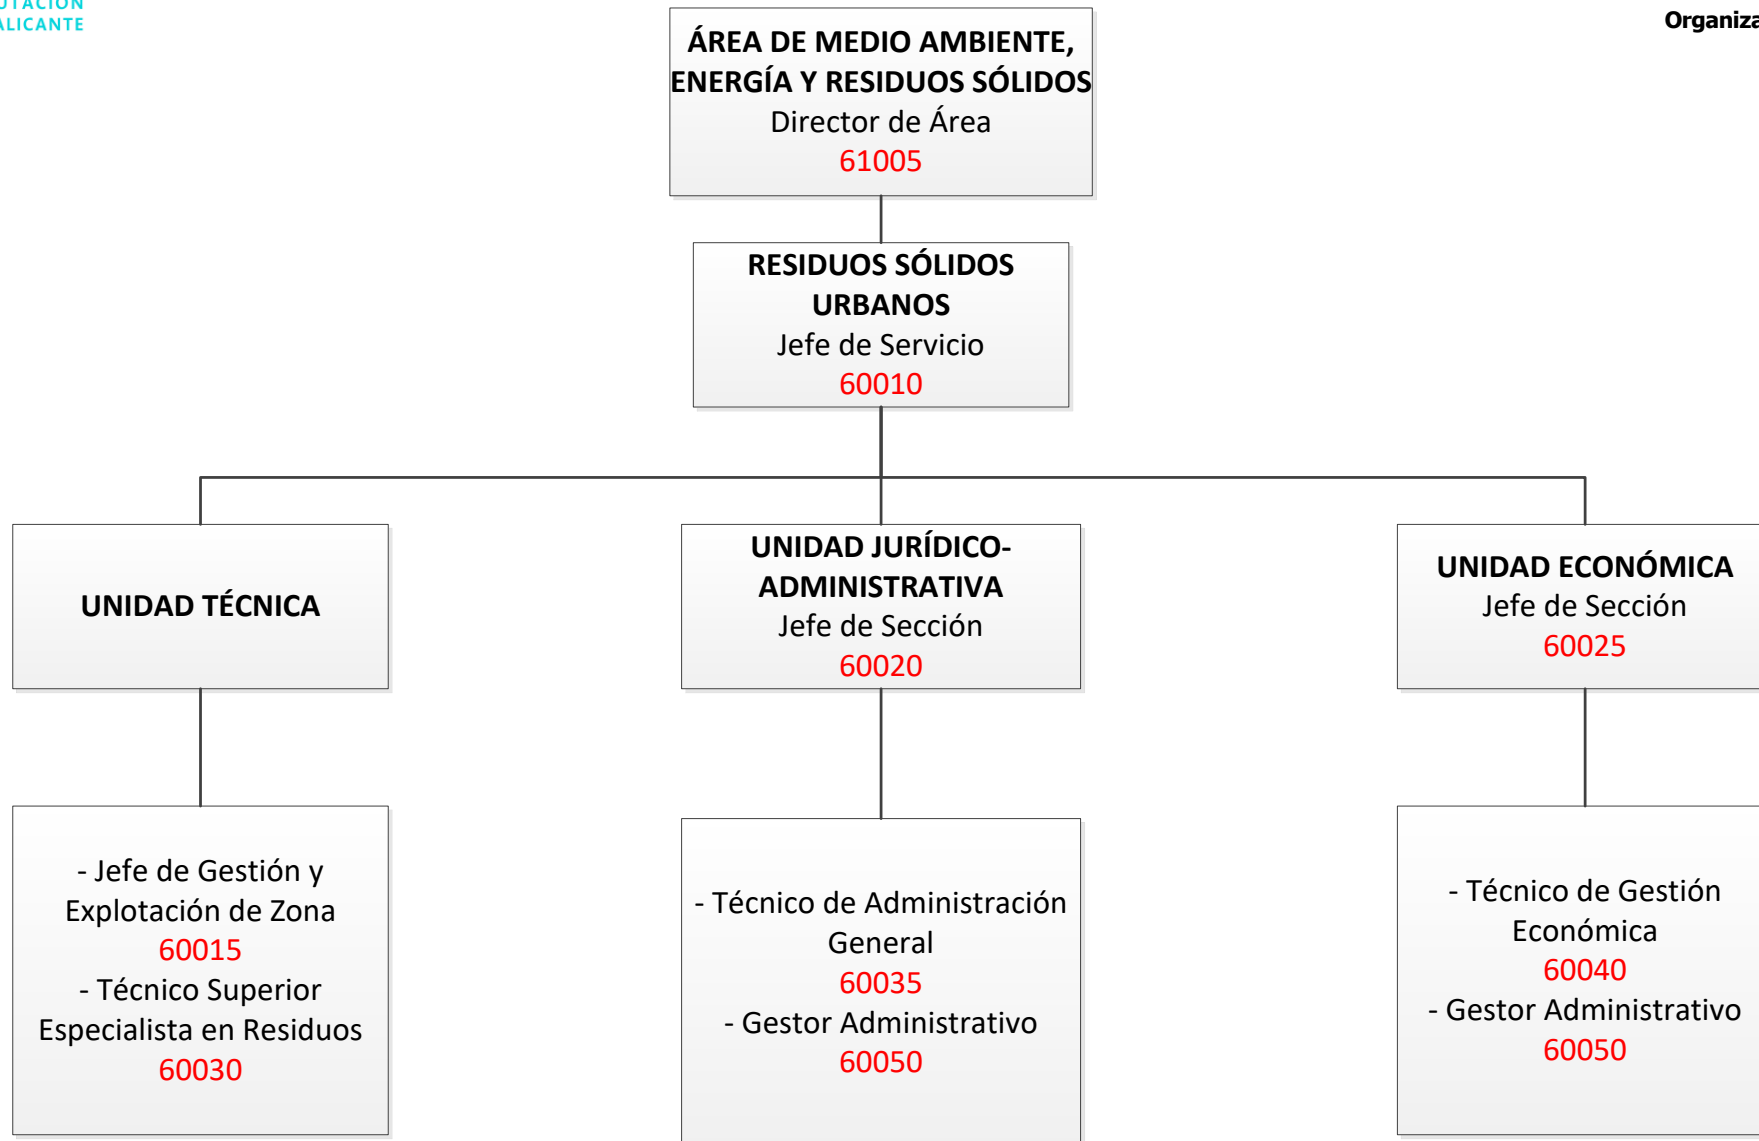 ALICANTE
ÁREA DE MEDIO AMBIENTE,
ENERGÍA Y RESIDUOS SÓLIDOS
Director de Área
61005
RESIDUOS SÓLIDOS
URBANOS
Jefe de Servicio
60010
UNIDAD TÉCNICA
UNIDAD JURÍDICO-
ADMINISTRATIVA
Jefe de Sección
60020
UNIDAD ECONÓMICA
Jefe de Sección
60025
- Jefe de Gestión y
Explotación de Zona
60015
- Técnico Superior
Especialista en Residuos
60030
- Técnico de Administración
General
60035
- Gestor Administrativo
60050
- Técnico de Gestión
Económica
60040
- Gestor Administrativo
60050